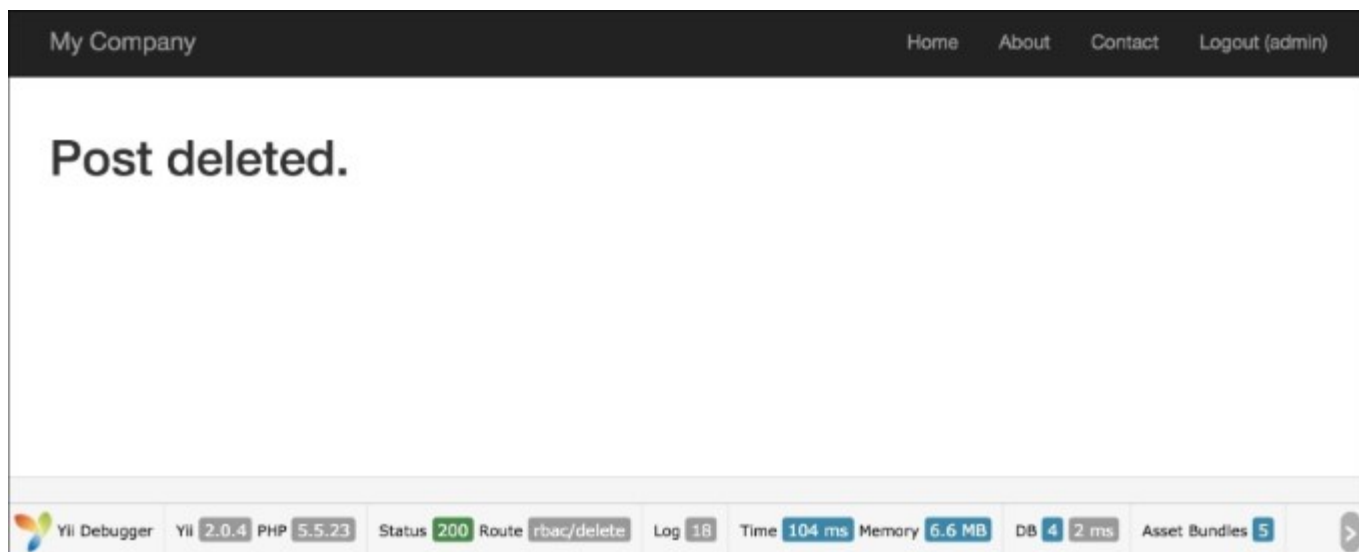 My Company Home About Contact Logout (admin)
Post deleted.
Yii Debugger Yii 2.0.4 PHP 5.5.23 Status 200 Route rbac/delete Log 18 Time 104 ms Memory 6.6 MB DB 4 2 ms Asset Bundles 5 >